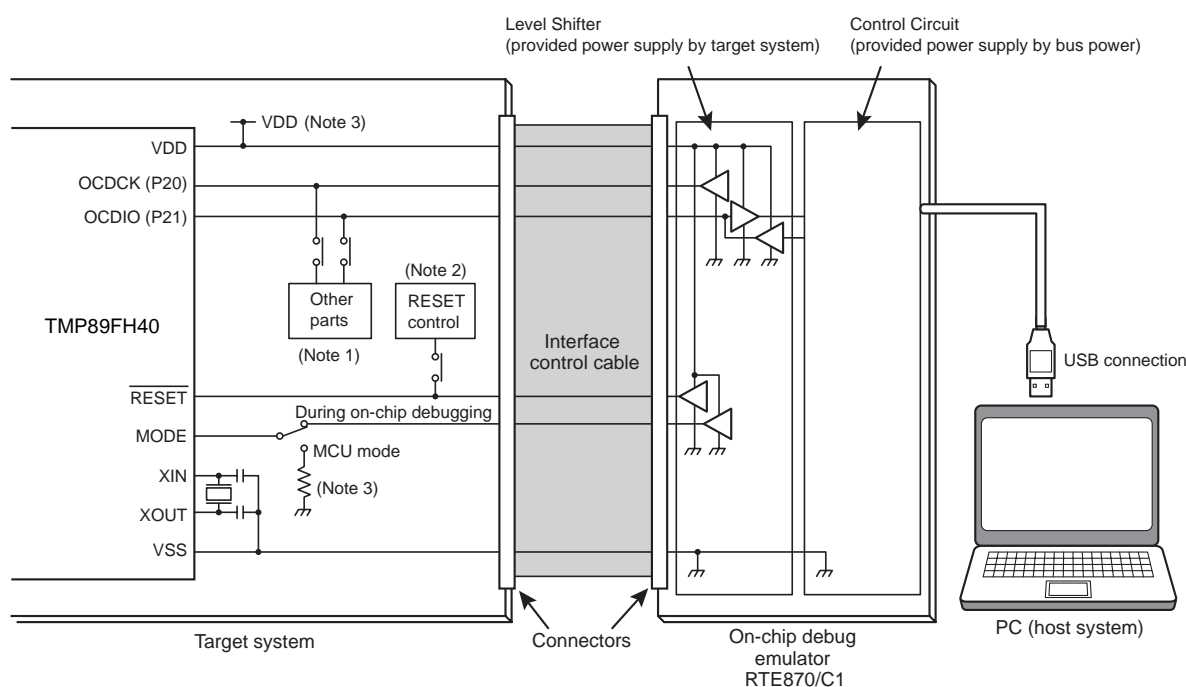 Level Shifter
(provided power supply by target system)
Control Circuit
(provided power supply by bus power)
VDD (Note 3)
VDD
OCDCK (P20)
OCDIO (P21)
(Note 2)
Other
parts
RESET
control
TMP89FH40
(Note 1)
Interface
control cable
USB connection
RESET
During on-chip debugging
MODE
MCU mode
XIN
(Note 3)
XOUT
VSS
Target system
Connectors
On-chip debug
emulator
RTE870/C1
PC (host system)